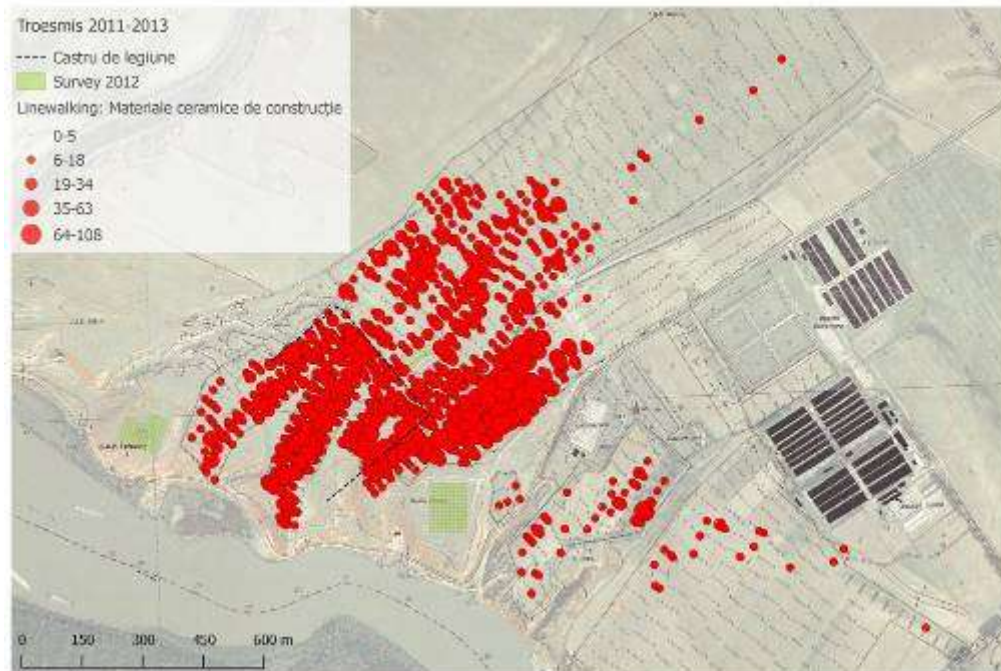 Troesmis 2011-2013
Castru de legiune
Survey 2012
Linewalking: Materiale ceramice de construcție
0-5
6-18
19-34
35-63
64-108
0 150 300 450 600 m